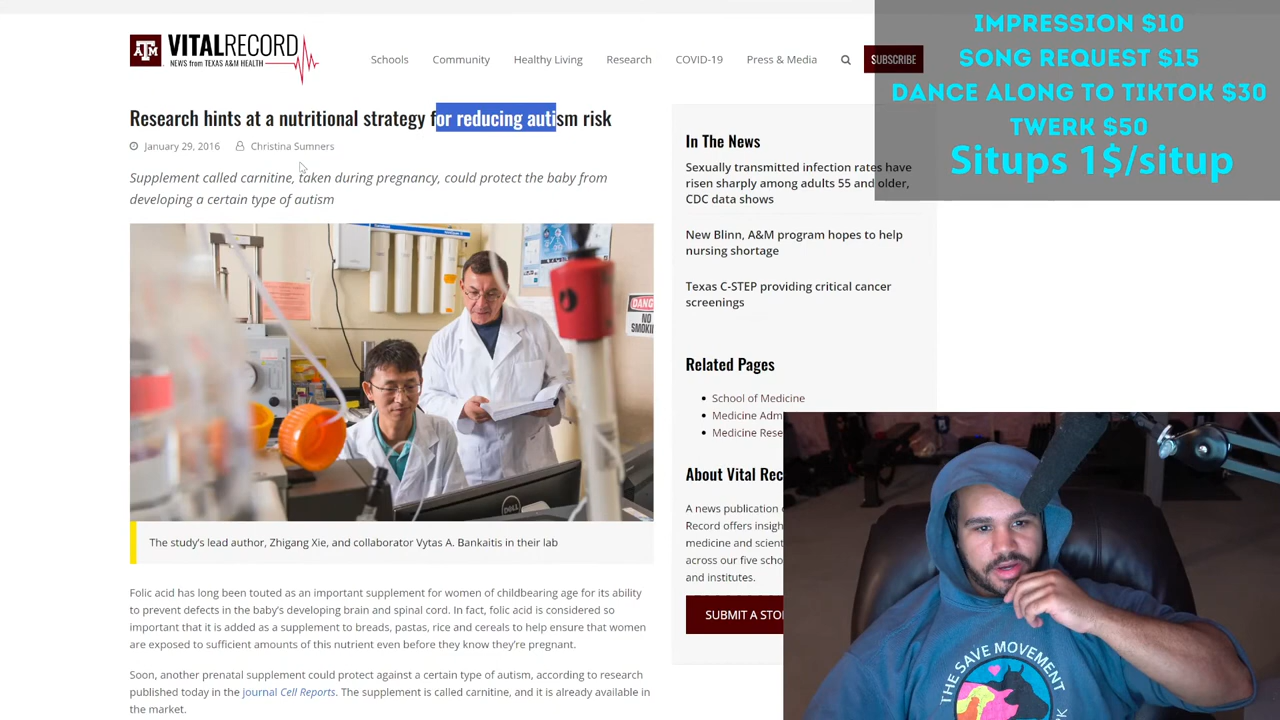 ATM
VITALRECORD
NEWS from TEXAS A&M HEALTH
Schools
Community
Healthy Living
Research
COVID-19
Press & Media
SUBSCRIBE
IMPRESSION $10
SONG REQUEST $15
DANCE ALONG TO TIKTOK $30
TWERK $50
Situps 1$/situp
Research hints at a nutritional strategy for reducing autism risk
January 29, 2016
Christina Sumners
Supplement called carnitine, taken during pregnancy, could protect the baby from
developing a certain type of autism
DANGER
NO
SMOKING
DELL
The study's lead author, Zhigang Xie, and collaborator Vytas A. Bankaitis in their lab
Folic acid has long been touted as an important supplement for women of childbearing age for its ability
to prevent defects in the baby's developing brain and spinal cord. In fact, folic acid is considered so
important that it is added as a supplement to breads, pastas, rice and cereals to help ensure that women
are exposed to sufficient amounts of this nutrient even before they know they're pregnant.
Soon, another prenatal supplement could protect against a certain type of autism, according to research
published today in the journal Cell Reports. The supplement is called carnitine, and it is already available in
the market.
In The News
Sexually transmitted infection rates have
risen sharply among adults 55 and older,
CDC data shows
New Blinn, A&M program hopes to help
nursing shortage
Texas C-STEP providing critical cancer
screenings
Related Pages
School of Medicine
Medicine Adm
Medicine Rese
About Vital Rec
A news publication
Record offers insigh
medicine and scient
across our five scho
and institutes.
SUBMIT A STO
THE SAVE MOVEMENT